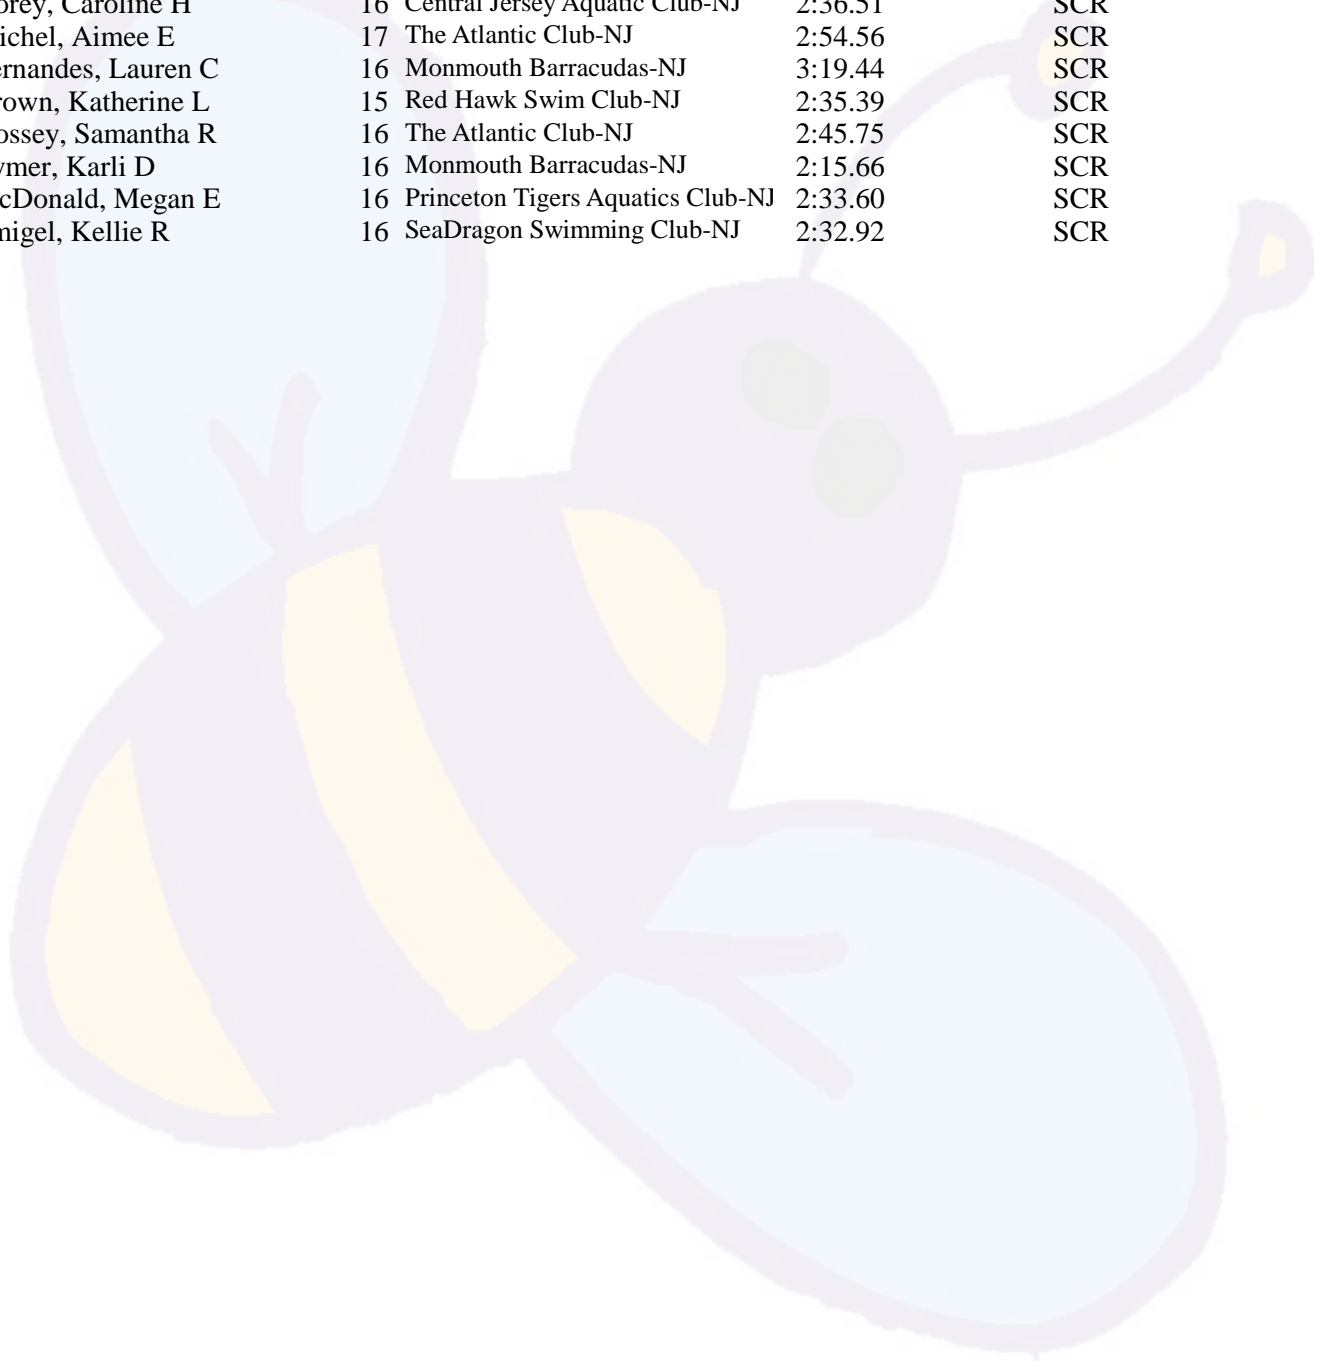 orey, Caroline H 16 Central Jersey Aquatic Club-NJ 2:36.51 SCR
ichel, Aimee E 17 The Atlantic Club-NJ 2:54.56 SCR
ernandes, Lauren C 16 Monmouth Barracudas-NJ 3:19.44 SCR
rown, Katherine L 15 Red Hawk Swim Club-NJ 2:35.39 SCR
ossey, Samantha R 16 The Atlantic Club-NJ 2:45.75 SCR
ymer, Karli D 16 Monmouth Barracudas-NJ 2:15.66 SCR
cDonald, Megan E 16 Princeton Tigers Aquatics Club-NJ 2:33.60 SCR
migel, Kellie R 16 SeaDragon Swimming Club-NJ 2:32.92 SCR